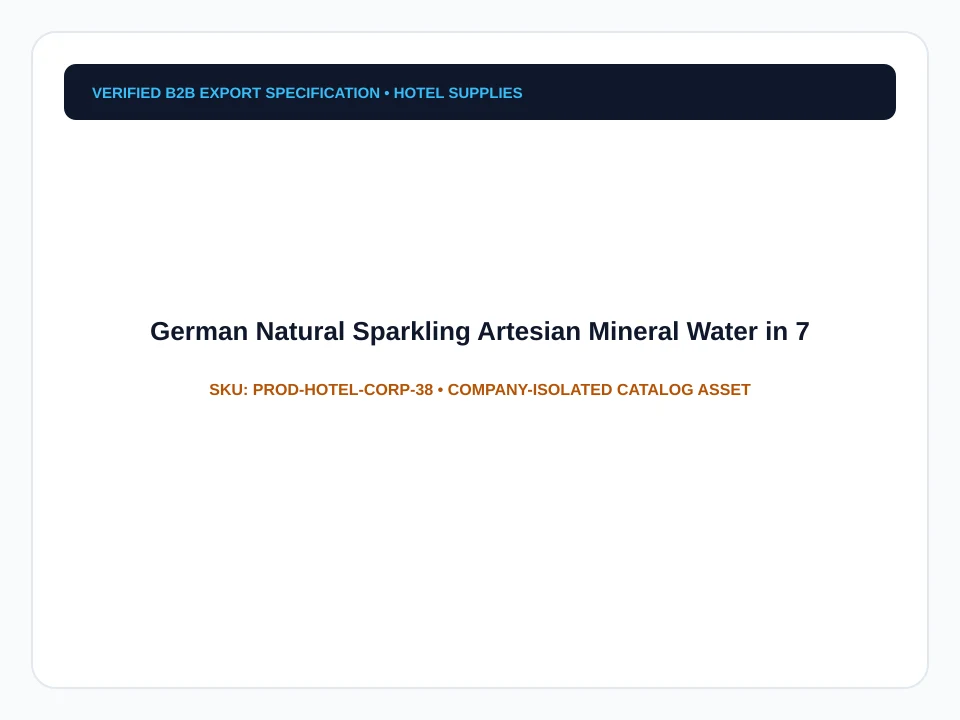 VERIFIED B2B EXPORT SPECIFICATION • HOTEL SUPPLIES
German Natural Sparkling Artesian Mineral Water in 7
SKU: PROD-HOTEL-CORP-38 • COMPANY-ISOLATED CATALOG ASSET